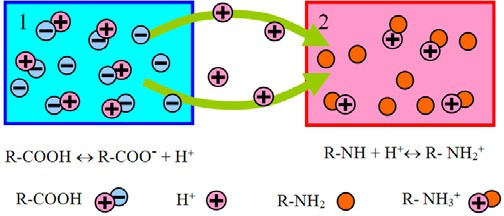 1 2
R-COOH ↔ R-COO⁻ + H⁺
R-NH + H⁺↔ R- NH₂⁺
R-COOH H⁺ R-NH₂ R- NH₃⁺